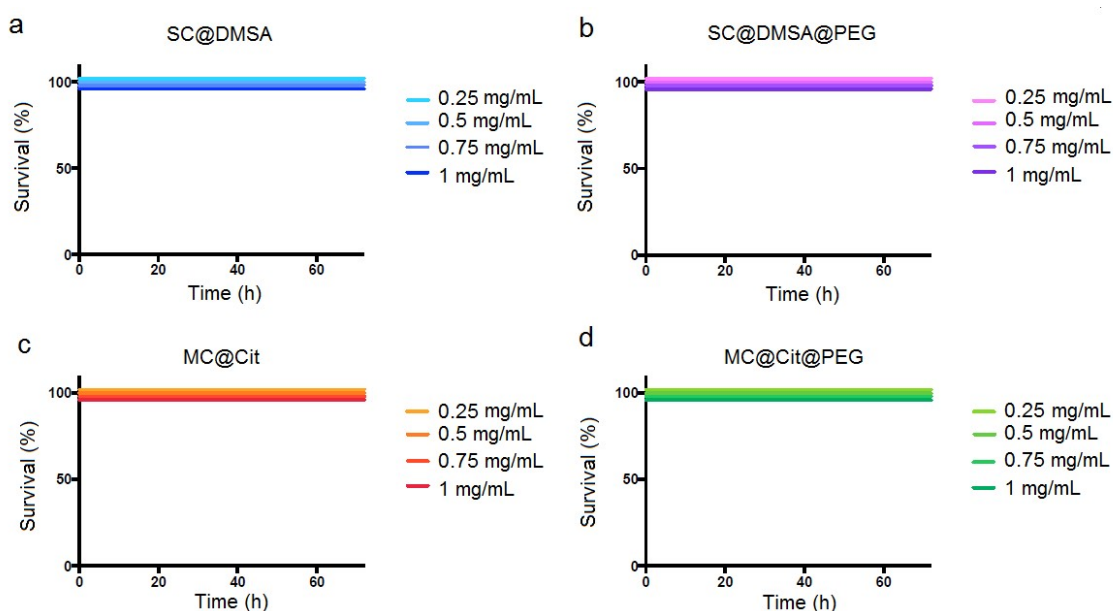 a
SC@DMSA
100
50
0
Survival (%)
0 20 40 60
Time (h)
0.25 mg/mL
0.5 mg/mL
0.75 mg/mL
1 mg/mL
b
SC@DMSA@PEG
100
50
0
Survival (%)
0 20 40 60
Time (h)
0.25 mg/mL
0.5 mg/mL
0.75 mg/mL
1 mg/mL
c
MC@Cit
100
50
0
Survival (%)
0 20 40 60
Time (h)
0.25 mg/mL
0.5 mg/mL
0.75 mg/mL
1 mg/mL
d
MC@Cit@PEG
100
50
0
Survival (%)
0 20 40 60
Time (h)
0.25 mg/mL
0.5 mg/mL
0.75 mg/mL
1 mg/mL